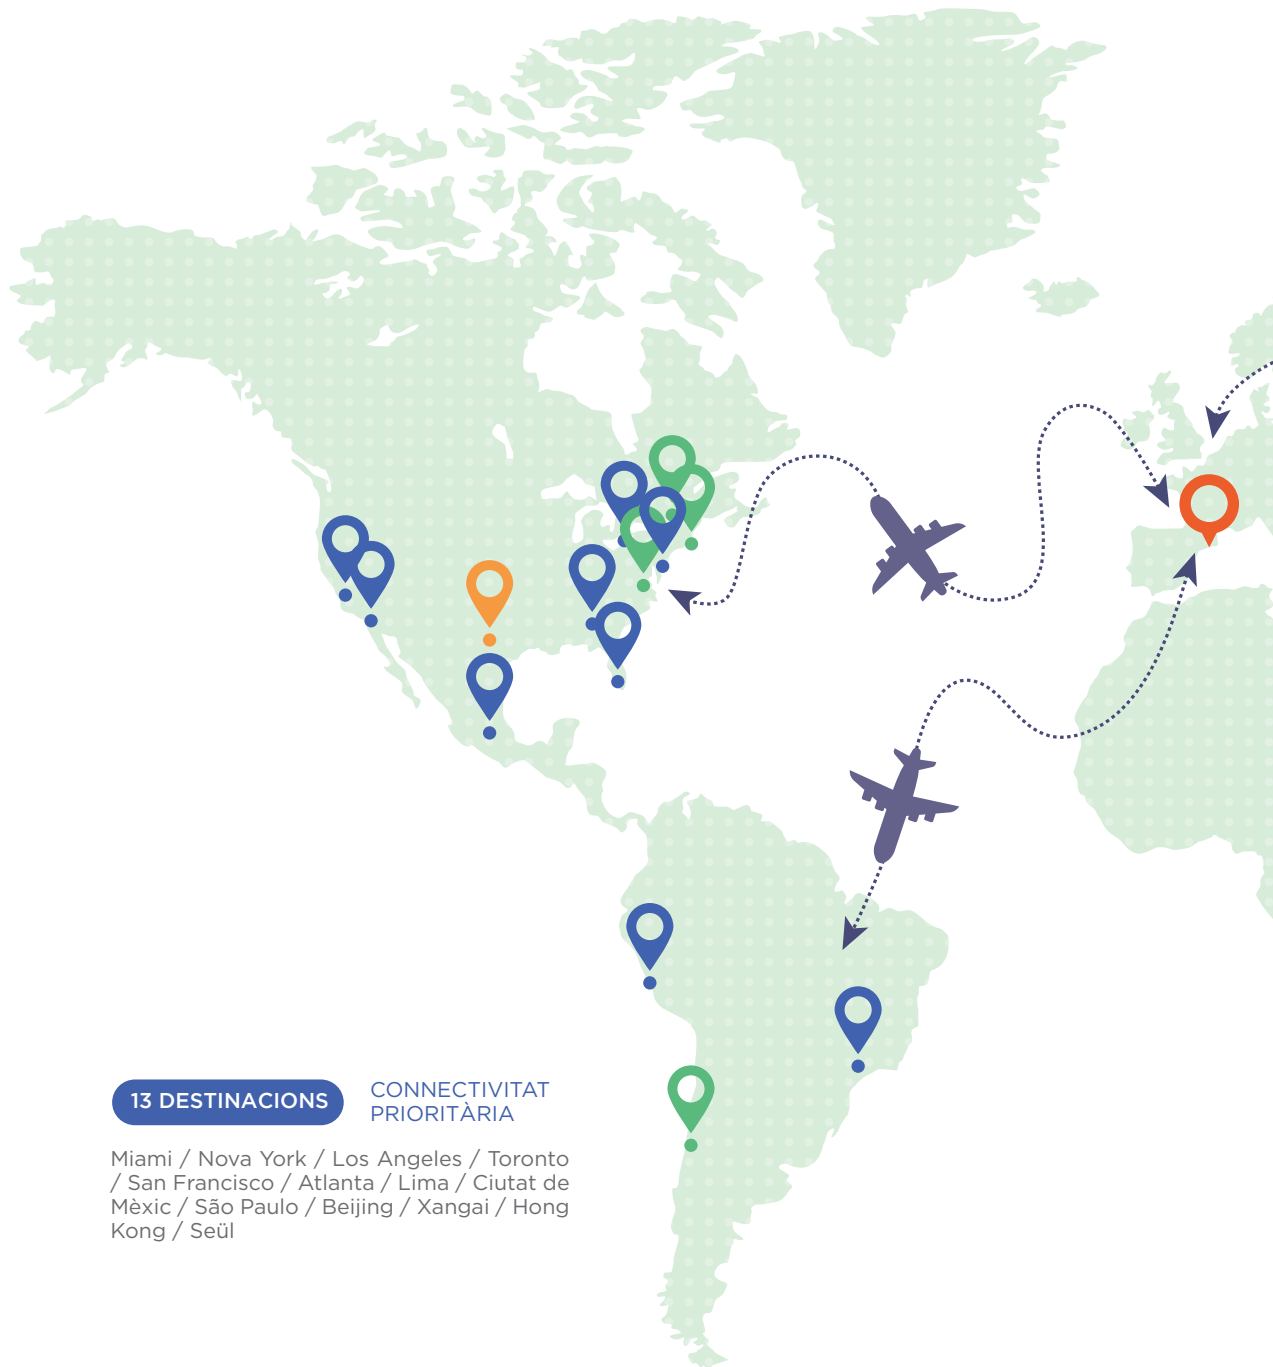 13 DESTINACIONS
CONNECTIVITAT
PRIORITÀRIA
Miami / Nova York / Los Angeles / Toronto
/ San Francisco / Atlanta / Lima / Ciutat de
Mèxic / São Paulo / Beijing / Xangai / Hong
Kong / Seül